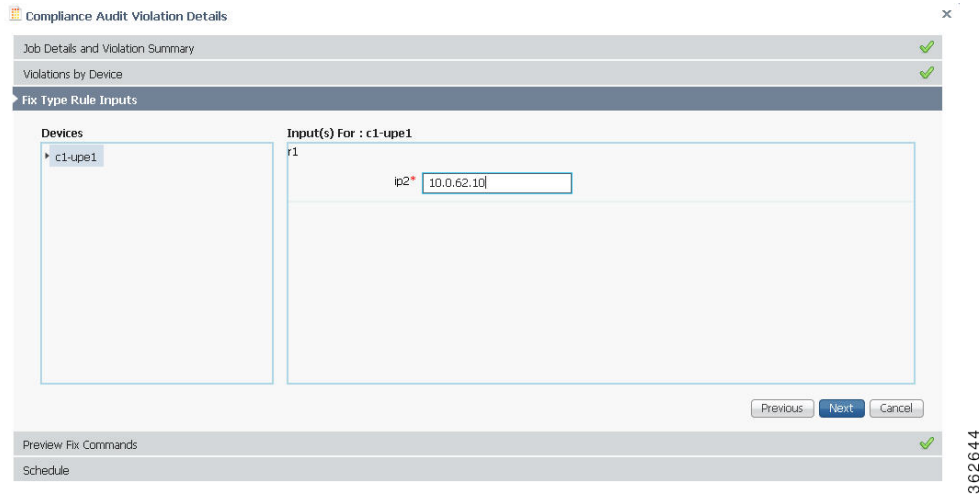 Compliance Audit Violation Details
Job Details and Violation Summary
Violations by Device
Fix Type Rule Inputs
Devices
c1-upe1
Input(s) For : c1-upe1
r1
ip2* 10.0.62.10
Previous Next Cancel
Preview Fix Commands
Schedule
362644